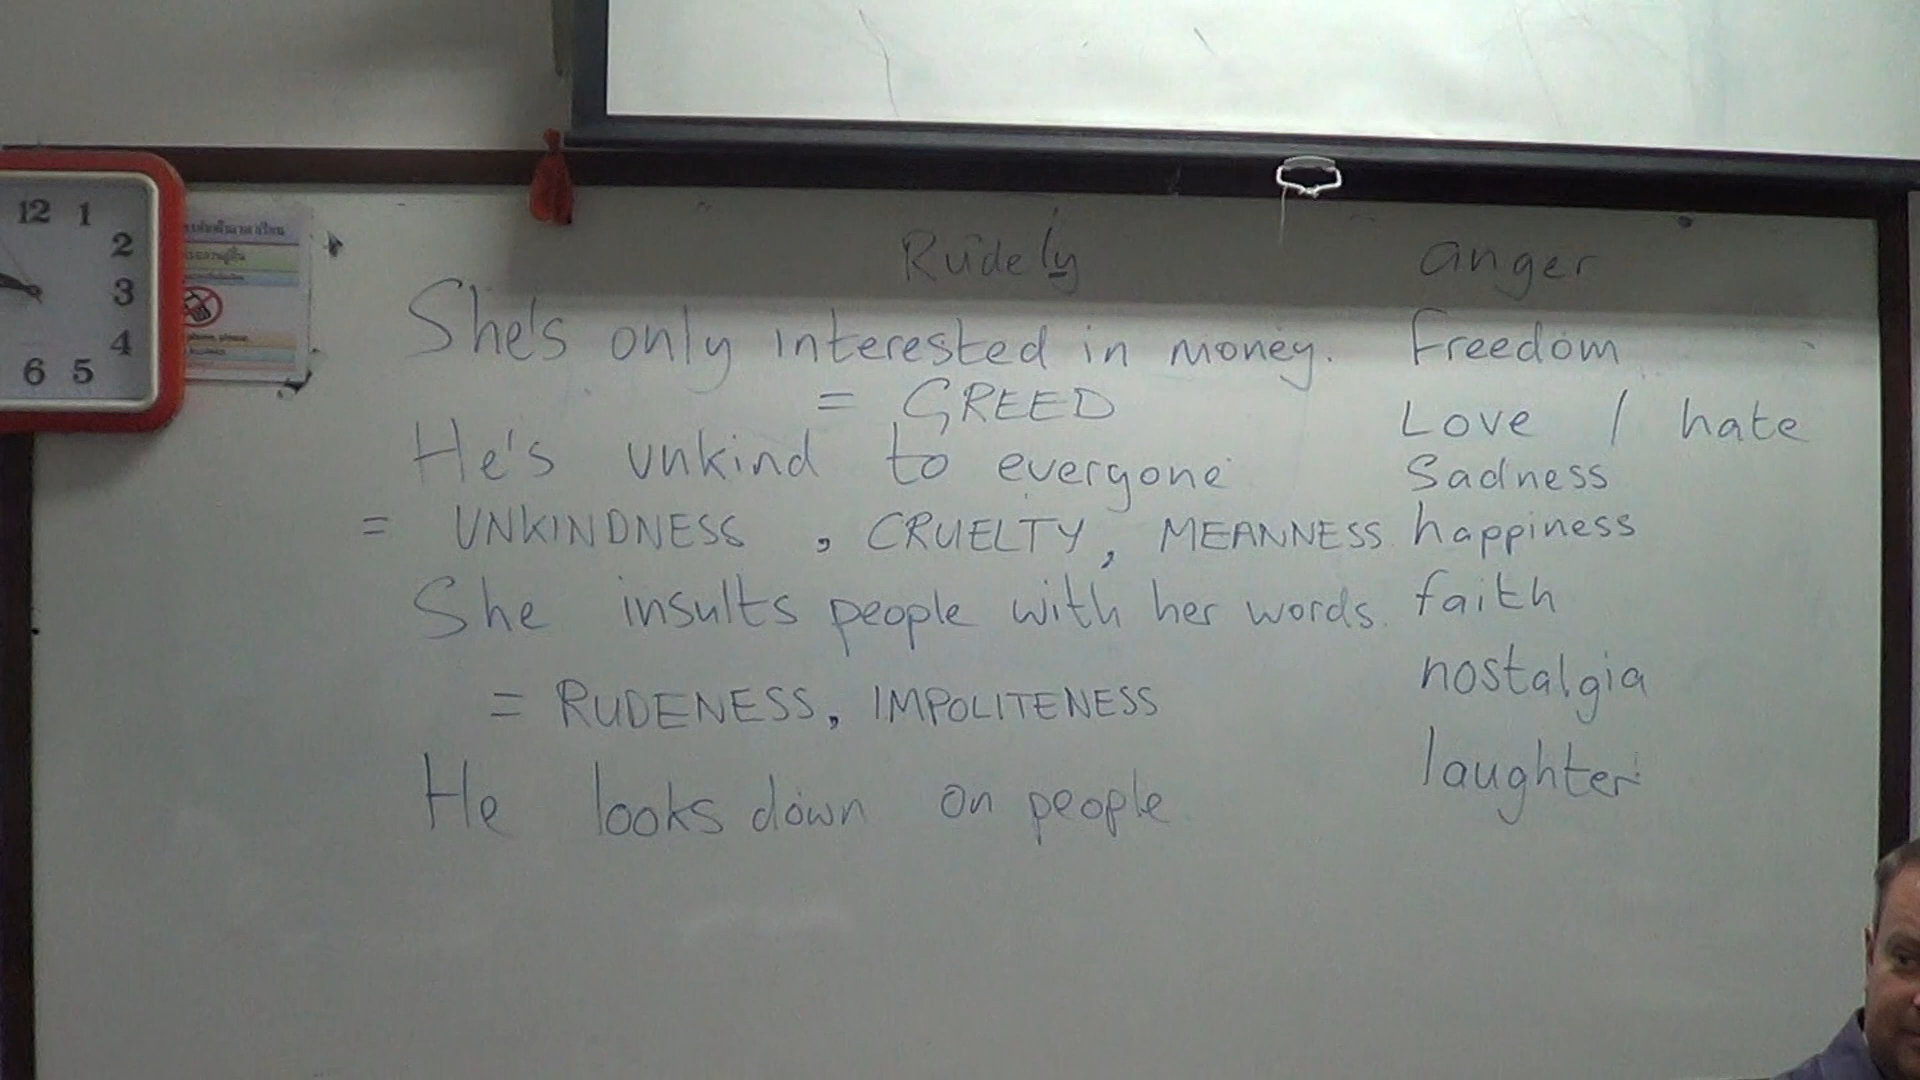 Rudely
anger
She's only interested in money.
= GREED
He's unkind to everyone
= UNKINDNESS, CRUELTY, MEANNESS
She insults people with her words.
= RUDENESS, IMPOLITENESS
He looks down on people
Freedom
Love / hate
Sadness
happiness
faith
nostalgia
laughter
12 1
2
3
4
5
6